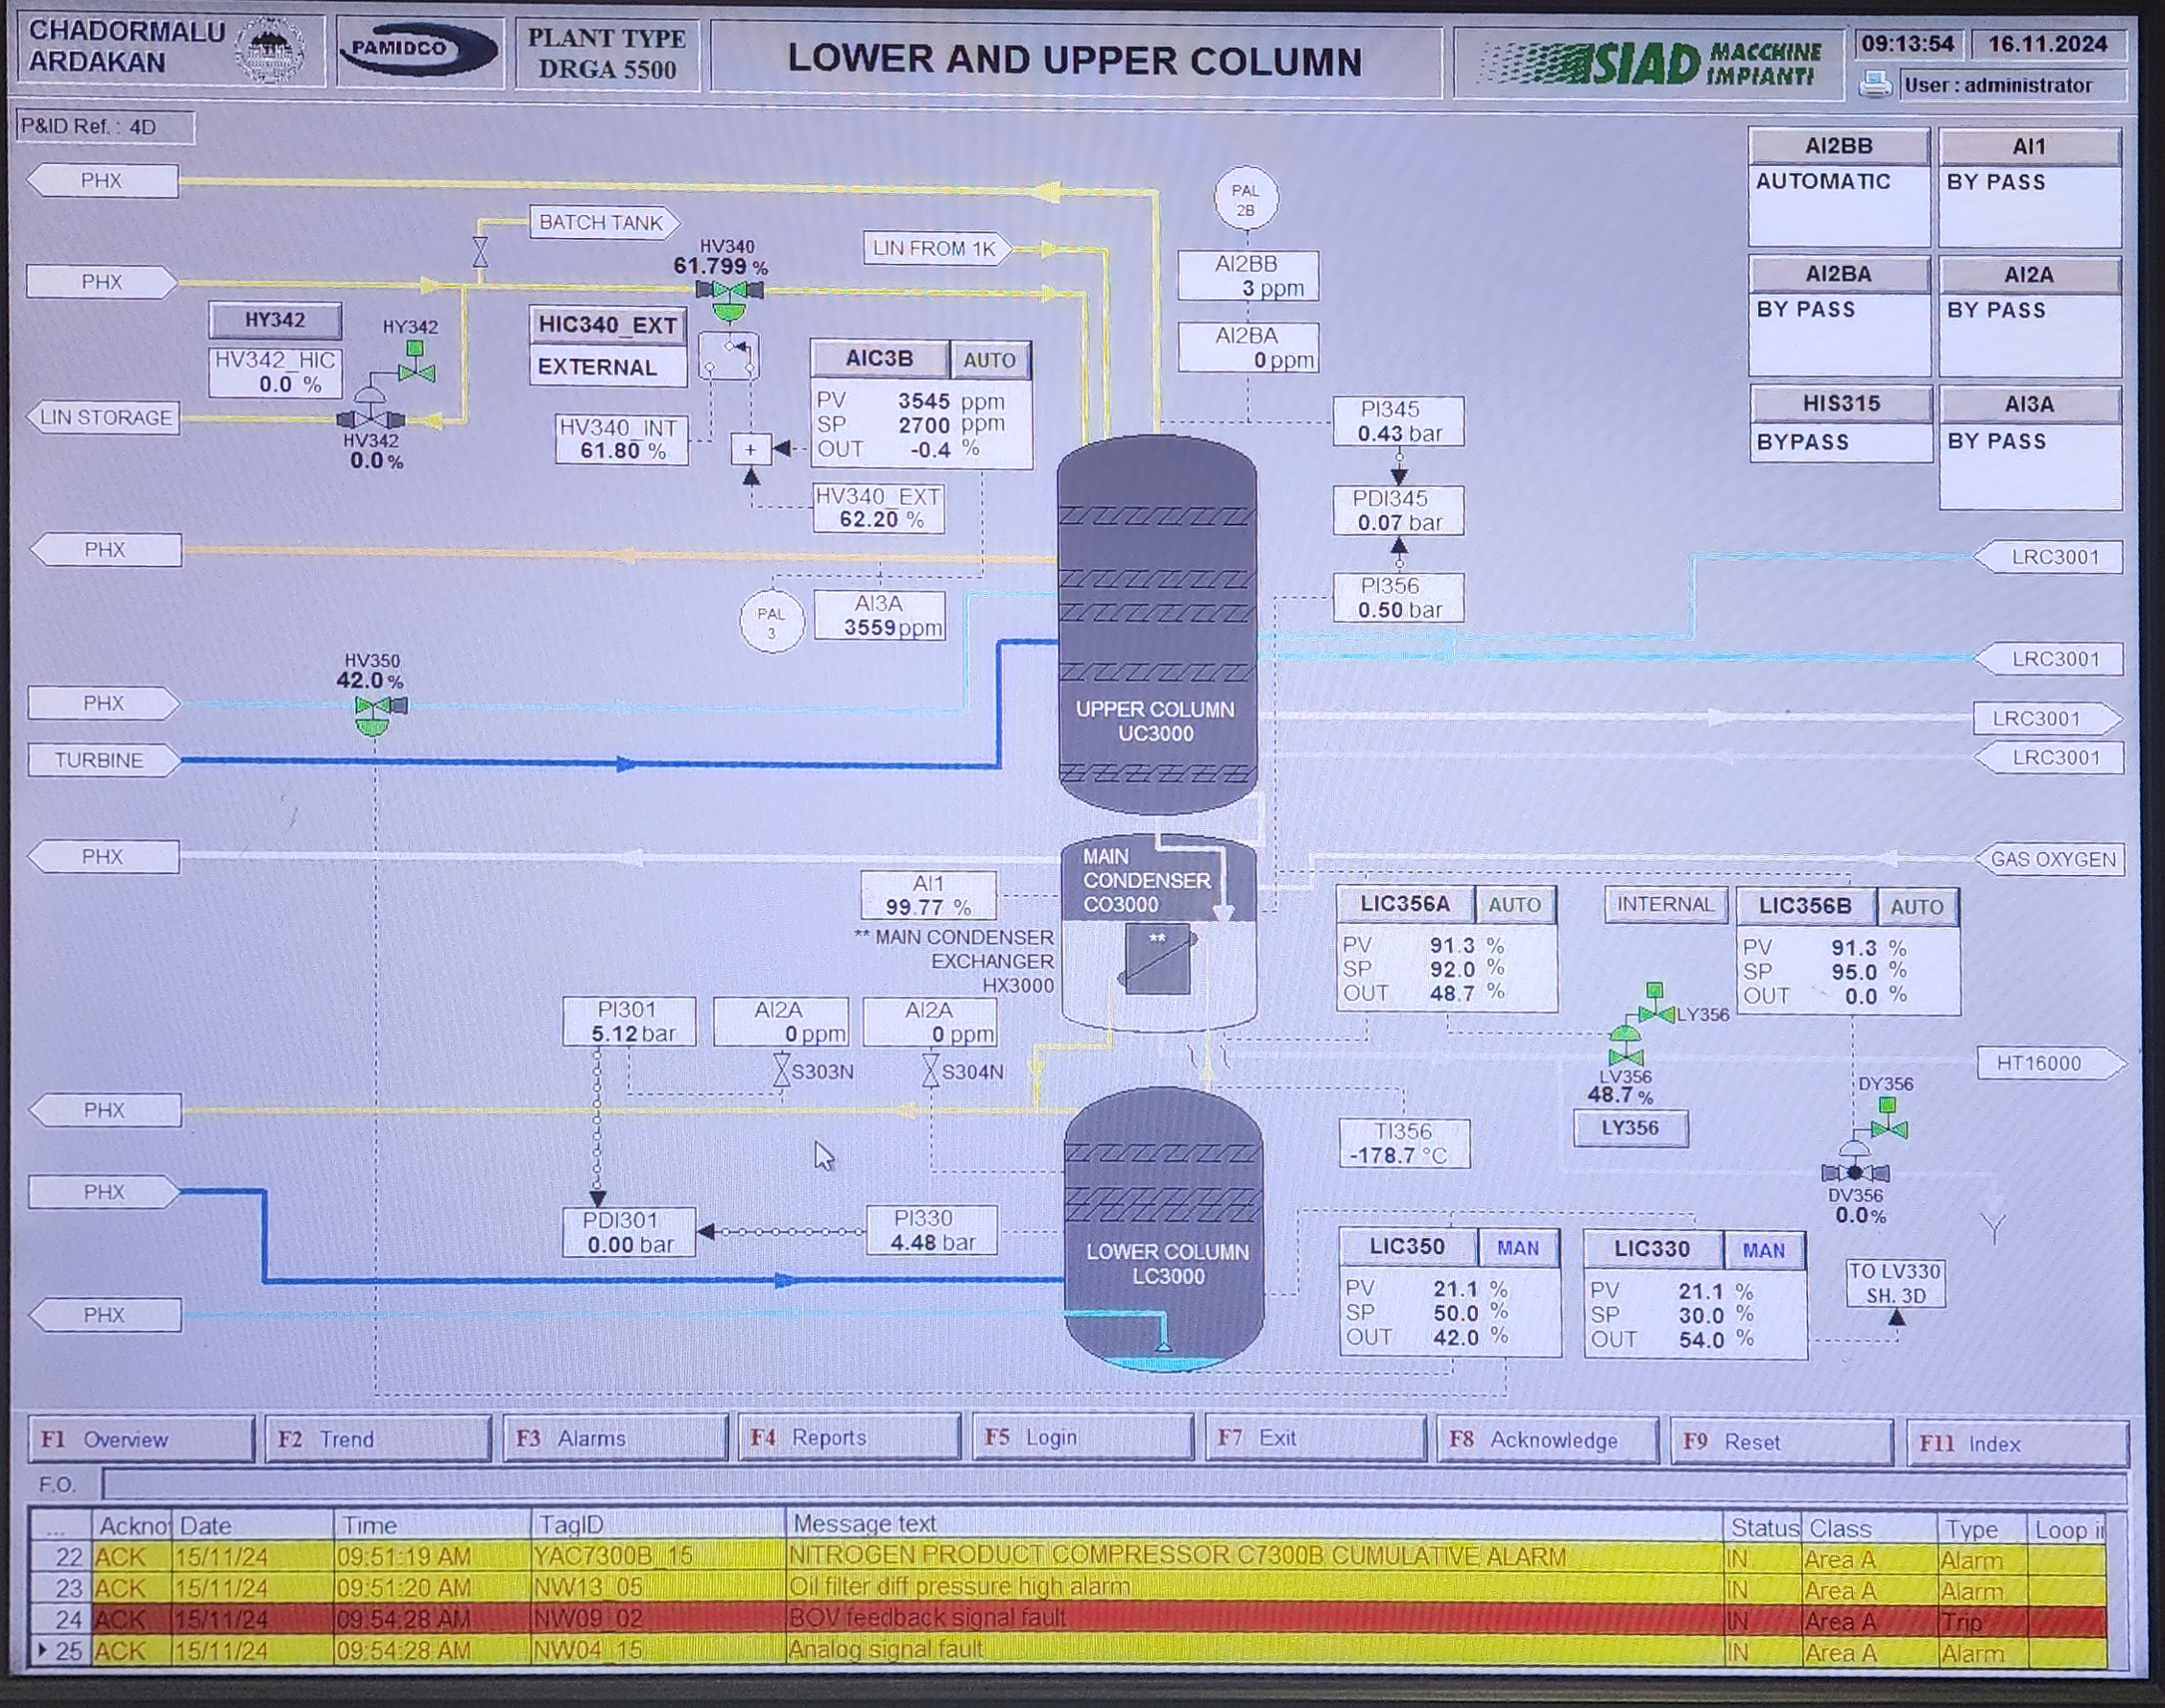 CHADORMALU
ARDAKAN
PAMIDCO
PLANT TYPE
DRGA 5500
LOWER AND UPPER COLUMN
SIAD MACCHINE
IMPIANTI
09:13:54
16.11.2024
User : administrator
P&ID Ref. : 4D
PHX
BATCH TANK
HV340
61.799 %
LIN FROM 1K
PAL
2B
AI2BB
3 ppm
AI2BA
0 ppm
AI2BB
AUTOMATIC
AI1
BY PASS
AI2BA
BY PASS
AI2A
BY PASS
HIS315
BYPASS
AI3A
BY PASS
PHX
HY342
HY342
HV342_HIC
0.0 %
LIN STORAGE
HV342
0.0 %
HIC340_EXT
EXTERNAL
HV340_INT
61.80 %
+
AIC3B AUTO
PV 3545 ppm
SP 2700 ppm
OUT -0.4 %
HV340_EXT
62.20 %
PI345
0.43 bar
PDI345
0.07 bar
PI356
0.50 bar
PHX
PAL
3
AI3A
3559 ppm
LRC3001
LRC3001
LRC3001
LRC3001
HV350
42.0 %
PHX
TURBINE
UPPER COLUMN
UC3000
PHX
GAS OXYGEN
MAIN
CONDENSER
CO3000
AI1
99.77 %
** MAIN CONDENSER
EXCHANGER
HX3000
**
LIC356A AUTO
PV 91.3 %
SP 92.0 %
OUT 48.7 %
INTERNAL
LIC356B AUTO
PV 91.3 %
SP 95.0 %
OUT 0.0 %
LY356
LV356
48.7 %
LY356
HT16000
DY356
DV356
0.0 %
PI301
5.12 bar
AI2A
0 ppm
AI2A
0 ppm
S303N
S304N
PHX
TI356
-178.7 °C
PHX
PDI301
0.00 bar
PI330
4.48 bar
LOWER COLUMN
LC3000
LIC350 MAN
PV 21.1 %
SP 50.0 %
OUT 42.0 %
LIC330 MAN
PV 21.1 %
SP 30.0 %
OUT 54.0 %
TO LV330
SH. 3D
PHX
F1 Overview
F2 Trend
F3 Alarms
F4 Reports
F5 Login
F7 Exit
F8 Acknowledge
F9 Reset
F11 Index
F.O.
... Ackno Date Time TagID Message text Status Class Type Loop i
22 ACK 15/11/24 09:51:19 AM YAC7300B_15 NITROGEN PRODUCT COMPRESSOR C7300B CUMULATIVE ALARM IN Area A Alarm
23 ACK 15/11/24 09:51:20 AM NW13_05 Oil filter diff pressure high alarm IN Area A Alarm
24 ACK 15/11/24 09:54:28 AM NW09_02 BOV feedback signal fault IN Area A Trip
25 ACK 15/11/24 09:54:28 AM NW04_15 Analog signal fault IN Area A Alarm